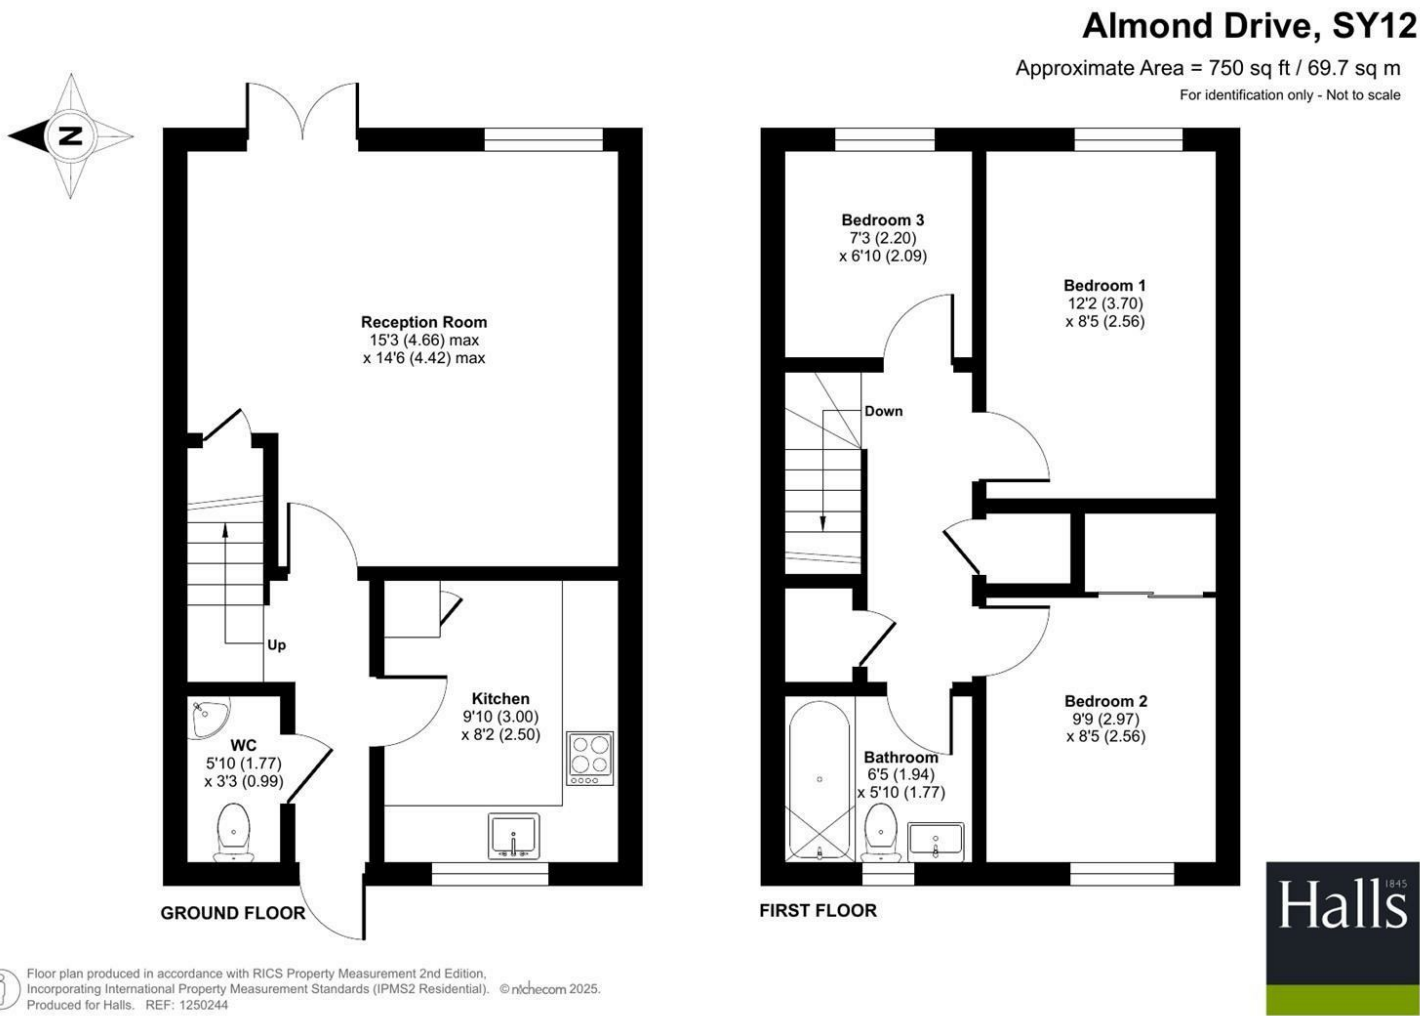 Almond Drive, SY12
Approximate Area = 750 sq ft / 69.7 sq m
For identification only - Not to scale
N
Reception Room
15'3 (4.66) max
x 14'6 (4.42) max
Up
Kitchen
9'10 (3.00)
x 8'2 (2.50)
WC
5'10 (1.77)
x 3'3 (0.99)
GROUND FLOOR
Bedroom 3
7'3 (2.20)
x 6'10 (2.09)
Bedroom 1
12'2 (3.70)
x 8'5 (2.56)
Down
Bedroom 2
9'9 (2.97)
x 8'5 (2.56)
Bathroom
6'5 (1.94)
x 5'10 (1.77)
FIRST FLOOR
Halls
1845
Floor plan produced in accordance with RICS Property Measurement 2nd Edition,
Incorporating International Property Measurement Standards (IPMS2 Residential). © nichecom 2025.
Produced for Halls. REF: 1250244